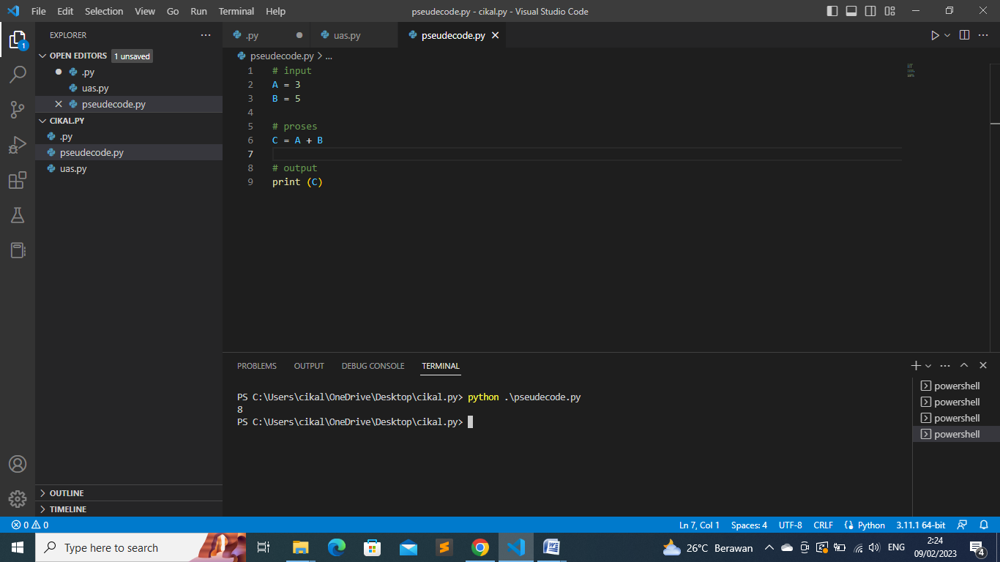 File Edit Selection View Go Run Terminal Help
pseudecode.py - cikal.py - Visual Studio Code
EXPLORER
OPEN EDITORS 1 unsaved
.py
uas.py
pseudecode.py
CIKAL.PY
.py
pseudecode.py
uas.py
OUTLINE
TIMELINE
1
.py
uas.py
pseudecode.py
pseudecode.py > ...
1 # input
2 A = 3
3 B = 5
4
5 # proses
6 C = A + B
7
8 # output
9 print (C)
PROBLEMS OUTPUT DEBUG CONSOLE TERMINAL
PS C:\Users\cikal\OneDrive\Desktop\cikal.py> python .\pseudecode.py
8
PS C:\Users\cikal\OneDrive\Desktop\cikal.py>
powershell
powershell
powershell
powershell
0 0
Ln 7, Col 1 Spaces: 4 UTF-8 CRLF Python 3.11.1 64-bit
Type here to search
26°C Berawan
ENG
2:24
09/02/2023
4